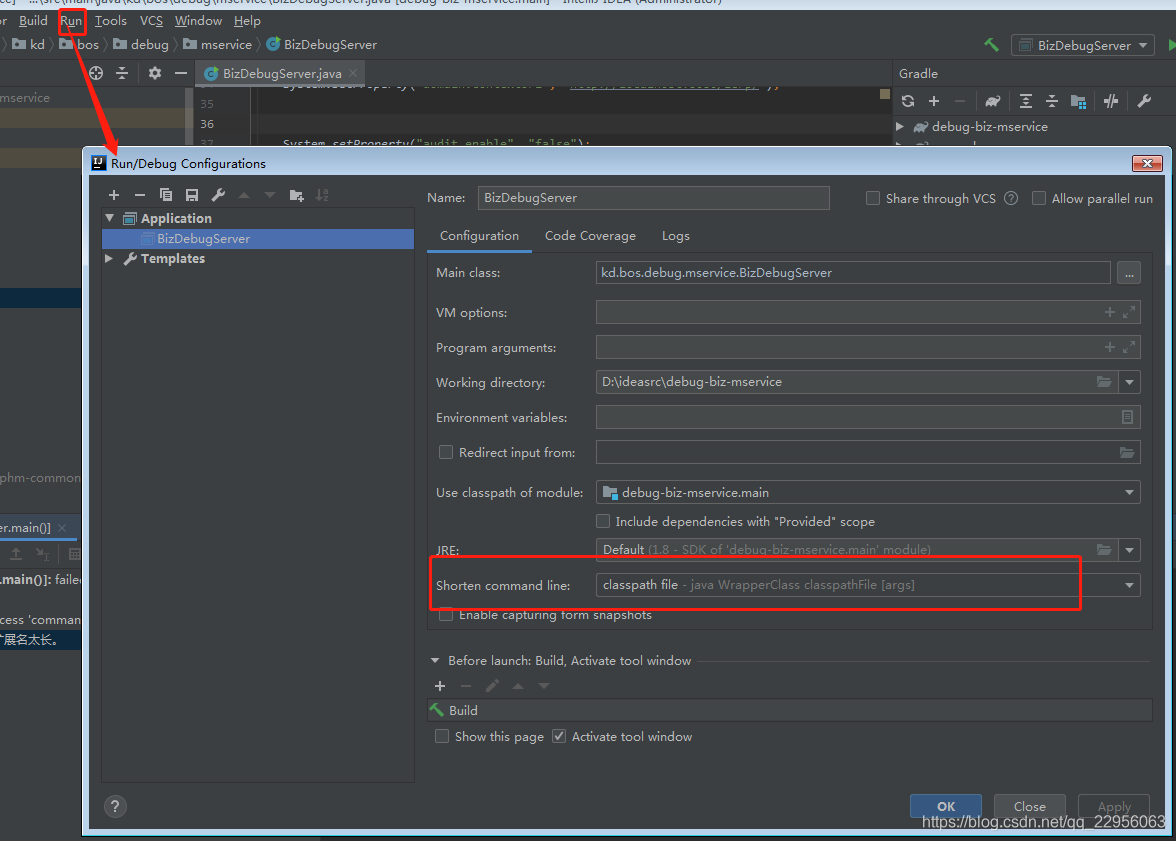 Build Run Tools VCS Window Help
kd bos debug mservice BizDebugServer BizDebugServer
BizDebugServer.java Gradle
mservice
35
36
37 System.setProperty("audit.enable", "false");
debug-biz-mservice
Run/Debug Configurations
Name: BizDebugServer Share through VCS Allow parallel run
Application
BizDebugServer
Templates
Configuration Code Coverage Logs
Main class: kd.bos.debug.mservice.BizDebugServer ...
VM options:
Program arguments:
Working directory: D:\ideasrc\debug-biz-mservice
Environment variables:
Redirect input from:
phm-common
Use classpath of module: debug-biz-mservice.main
Include dependencies with "Provided" scope
er.main()]
JRE: Default (1.8 - SDK of 'debug-biz-mservice.main' module)
.main()]: failed
Shorten command line: classpath file - java WrapperClass classpathFile [args]
Enable capturing form snapshots
cess 'comman
扩展名太长。
Before launch: Build, Activate tool window
Build
Show this page Activate tool window
? OK Close Apply
https://blog.csdn.net/qq_22956063